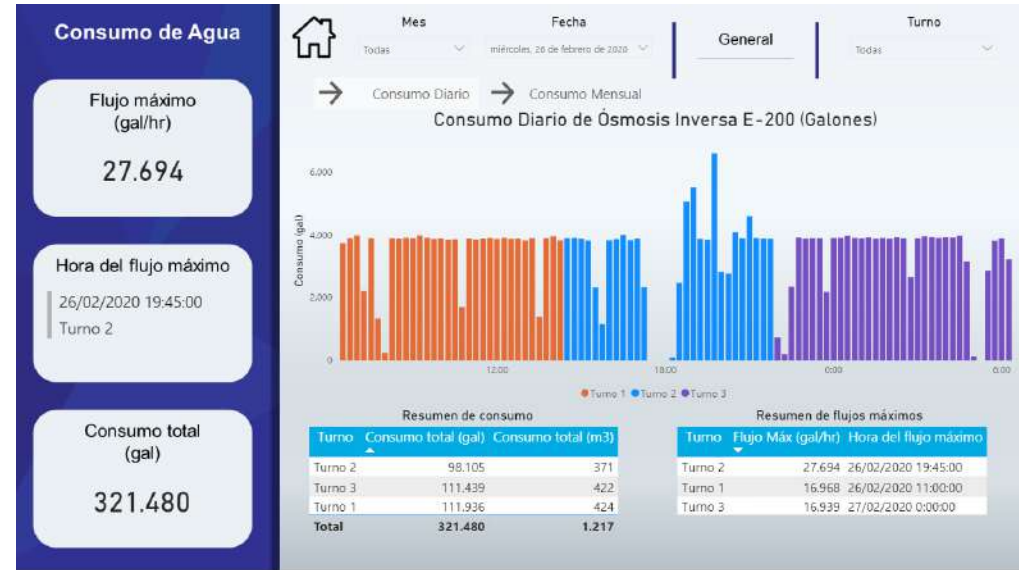 Consumo de Agua
Flujo máximo
(gal/hr)
27.694
Hora del flujo máximo
26/02/2020 19:45:00
Turno 2
Consumo total
(gal)
321.480
Mes
Todas
Fecha
miércoles, 26 de febrero de 2020
General
Turno
Todas
Consumo Diario
Consumo Mensual
Consumo Diario de Ósmosis Inversa E-200 (Galones)
Consumo (gal)
6.000
4.000
2.000
0
12:00
18:00
0:00
6:00
Turno 1 Turno 2 Turno 3
Resumen de consumo
Turno Consumo total (gal) Consumo total (m3)
Turno 2 98.105 371
Turno 3 111.439 422
Turno 1 111.936 424
Total 321.480 1.217
Resumen de flujos máximos
Turno Flujo Máx (gal/hr) Hora del flujo máximo
Turno 2 27.694 26/02/2020 19:45:00
Turno 1 16.968 26/02/2020 11:00:00
Turno 3 16.939 27/02/2020 0:00:00